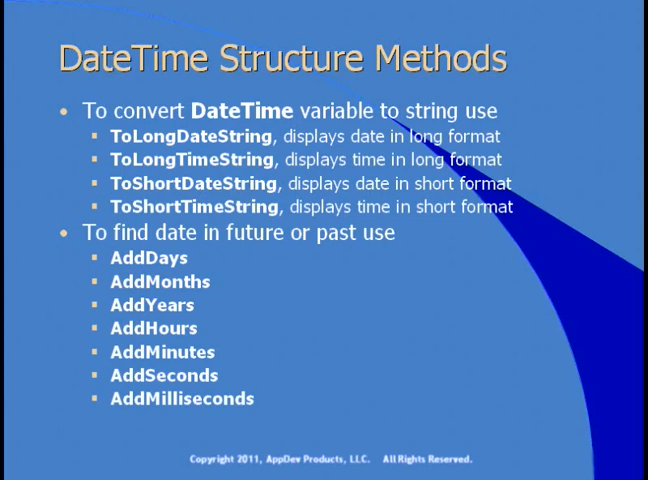 DateTime Structure Methods
• To convert DateTime variable to string use
▪ ToLongDateString, displays date in long format
▪ ToLongTimeString, displays time in long format
▪ ToShortDateString, displays date in short format
▪ ToShortTimeString, displays time in short format
• To find date in future or past use
▪ AddDays
▪ AddMonths
▪ AddYears
▪ AddHours
▪ AddMinutes
▪ AddSeconds
▪ AddMilliseconds
Copyright 2011, AppDev Products, LLC. All Rights Reserved.